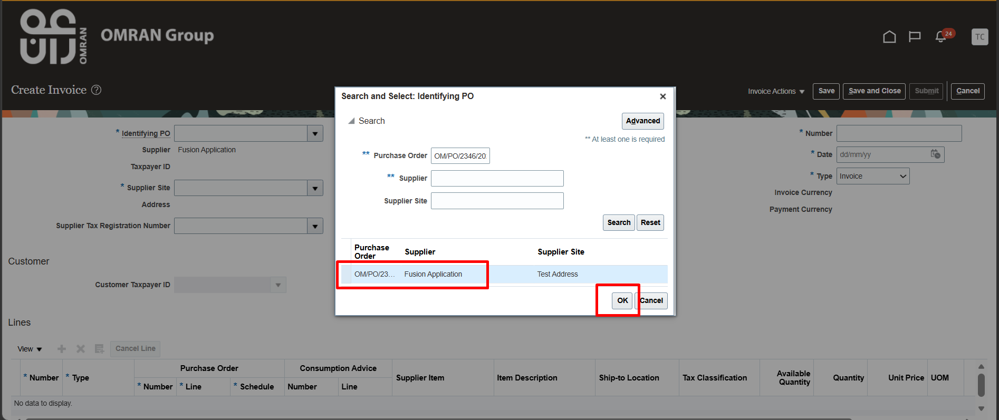 عمران
OMRAN
OMRAN Group
24
TC
Create Invoice ?
Invoice Actions
Save
Save and Close
Submit
Cancel
* Identifying PO
Supplier Fusion Application
Taxpayer ID
* Supplier Site
Address
Supplier Tax Registration Number
* Number
* Date dd/mm/yy
* Type Invoice
Invoice Currency
Payment Currency
Customer
Customer Taxpayer ID
Search and Select: Identifying PO
Search
Advanced
** At least one is required
** Purchase Order OM/PO/2346/20
** Supplier
Supplier Site
Search Reset
Purchase Order Supplier Supplier Site
OM/PO/23... Fusion Application Test Address
OK Cancel
Lines
View Cancel Line
Purchase Order Consumption Advice
* Number * Type * Number * Line * Schedule Number Line Supplier Item Item Description Ship-to Location Tax Classification Available Quantity Quantity Unit Price UOM
No data to display.